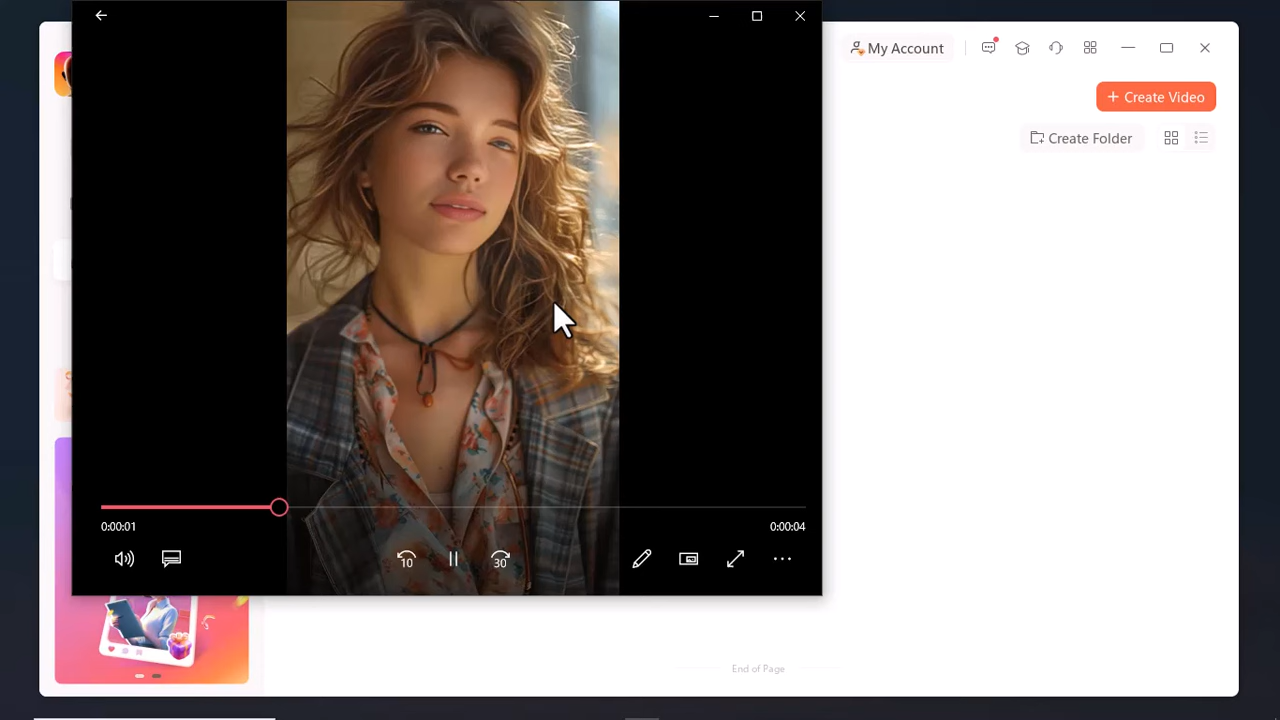 My Account
Create Video
Create Folder
0:00:01
0:00:04
10
30
End of Page